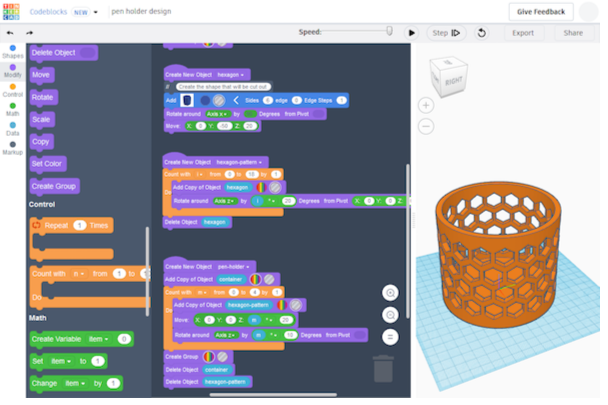 TIN
KER
CAD
Codeblocks NEW pen holder design
Give Feedback
Speed:
Step
Export
Share
Shapes
Modify
Control
Math
Data
Markup
Delete Object
Move
Rotate
Scale
Copy
Set Color
Create Group
Control
Repeat 1 Times
Count with n from 1 to
Do
Math
Create Variable item 0
Set item to 1
Change item by 1
Create New Object hexagon
Create the shape that will be cut out
Add Sides 6 edge 0 Edge Steps 1
Rotate around Axis x by Degrees from Pivot
Move X: 0 Y: Z: 20
Create New Object hexagon-pattern
Count with i from 0 to by 1
Add Copy of Object hexagon
Do
Rotate around Axis z by i * 20 Degrees from Pivot X: 0 Y: 0 Z:
Delete Object hexagon
Create New Object pen-holder
Add Copy of Object container
Count with m from 0 to 4 by 1
Add Copy of Object hexagon-pattern
Do
Move X: 0 Y: 0 Z: m * 20
Rotate around Axis z by m * 10 Degrees from Pivot
Create Group
Delete Object container
Delete Object hexagon-pattern
RIGHT